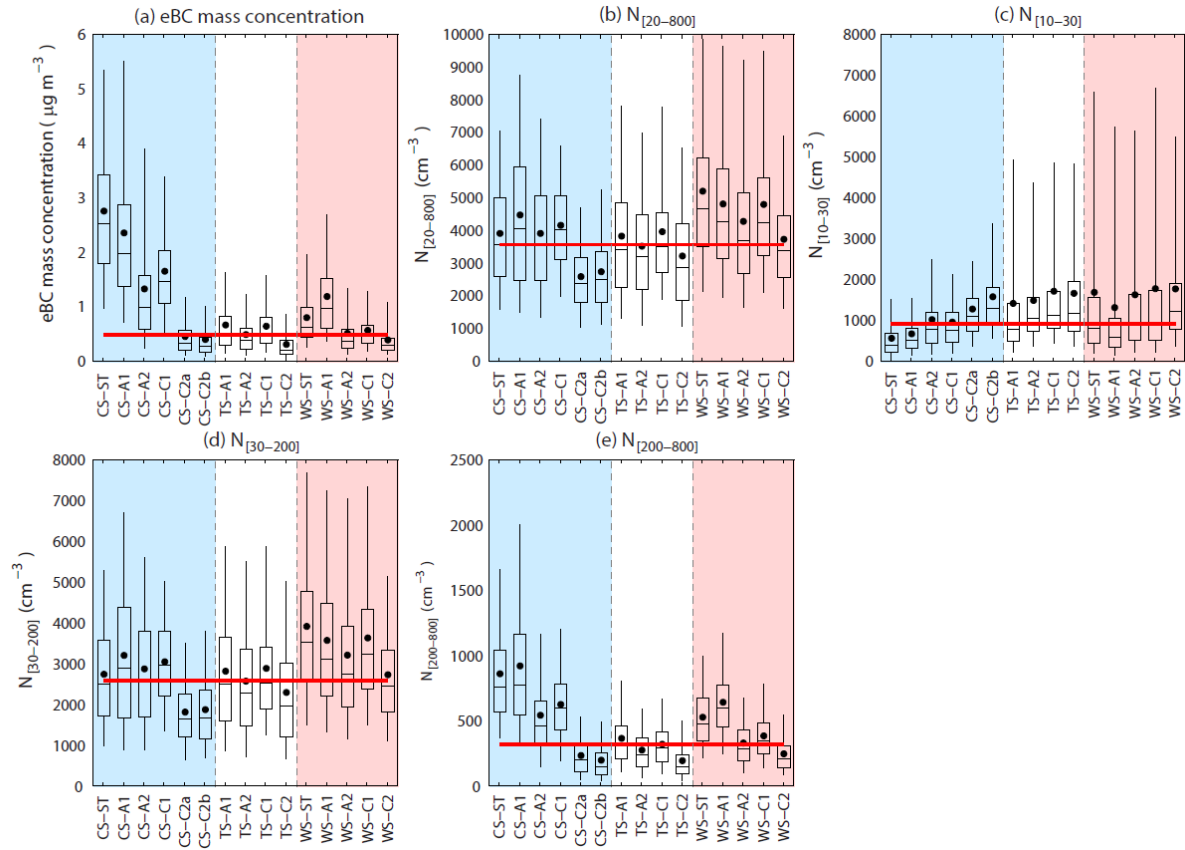 (a) eBC mass concentration
eBC mass concentration ( μg m⁻³ )
6
5
4
3
2
1
0
CS−ST
CS−A1
CS−A2
CS−C1
CS−C2a
CS−C2b
TS−A1
TS−A2
TS−C1
TS−C2
WS−ST
WS−A1
WS−A2
WS−C1
WS−C2
(b) N[20−800]
N[20−800] (cm⁻³ )
10000
9000
8000
7000
6000
5000
4000
3000
2000
1000
0
CS−ST
CS−A1
CS−A2
CS−C1
CS−C2a
CS−C2b
TS−A1
TS−A2
TS−C1
TS−C2
WS−ST
WS−A1
WS−A2
WS−C1
WS−C2
(c) N[10−30]
N[10−30] (cm⁻³ )
8000
7000
6000
5000
4000
3000
2000
1000
0
CS−ST
CS−A1
CS−A2
CS−C1
CS−C2a
CS−C2b
TS−A1
TS−A2
TS−C1
TS−C2
WS−ST
WS−A1
WS−A2
WS−C1
WS−C2
(d) N[30−200]
N[30−200] (cm⁻³ )
8000
7000
6000
5000
4000
3000
2000
1000
0
CS−ST
CS−A1
CS−A2
CS−C1
CS−C2a
CS−C2b
TS−A1
TS−A2
TS−C1
TS−C2
WS−ST
WS−A1
WS−A2
WS−C1
WS−C2
(e) N[200−800]
N[200−800] (cm⁻³ )
2500
2000
1500
1000
500
0
CS−ST
CS−A1
CS−A2
CS−C1
CS−C2a
CS−C2b
TS−A1
TS−A2
TS−C1
TS−C2
WS−ST
WS−A1
WS−A2
WS−C1
WS−C2